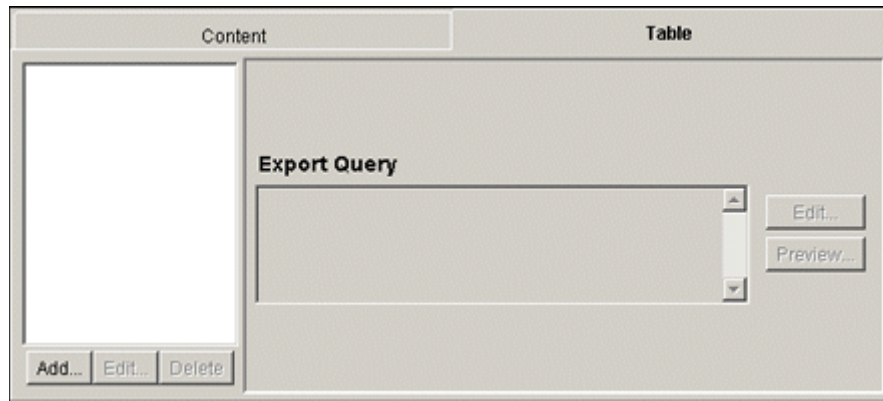 Content
Table
Export Query
Edit...
Preview...
Add...
Edit...
Delete